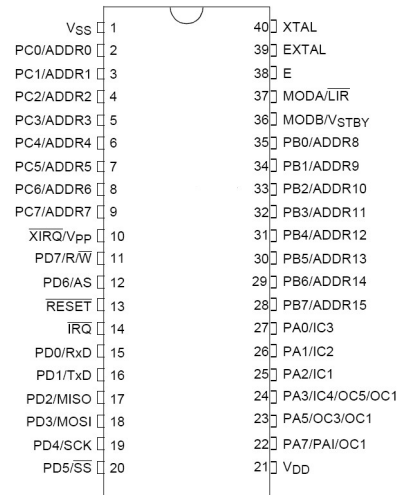 VSS 1 40 XTAL
PC0/ADDR0 2 39 EXTAL
PC1/ADDR1 3 38 E
PC2/ADDR2 4 37 MODA/L̅I̅R̅
PC3/ADDR3 5 36 MODB/VSTBY
PC4/ADDR4 6 35 PB0/ADDR8
PC5/ADDR5 7 34 PB1/ADDR9
PC6/ADDR6 8 33 PB2/ADDR10
PC7/ADDR7 9 32 PB3/ADDR11
X̅I̅R̅Q̅/VPP 10 31 PB4/ADDR12
PD7/R/W̅ 11 30 PB5/ADDR13
PD6/AS 12 29 PB6/ADDR14
R̅E̅S̅E̅T̅ 13 28 PB7/ADDR15
I̅R̅Q̅ 14 27 PA0/IC3
PD0/RxD 15 26 PA1/IC2
PD1/TxD 16 25 PA2/IC1
PD2/MISO 17 24 PA3/IC4/OC5/OC1
PD3/MOSI 18 23 PA5/OC3/OC1
PD4/SCK 19 22 PA7/PAI/OC1
PD5/S̅S̅ 20 21 VDD